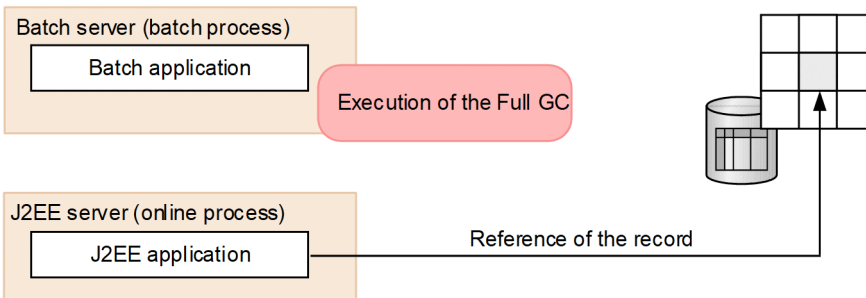 Batch server (batch process)
Batch application
Execution of the Full GC
J2EE server (online process)
J2EE application
Reference of the record